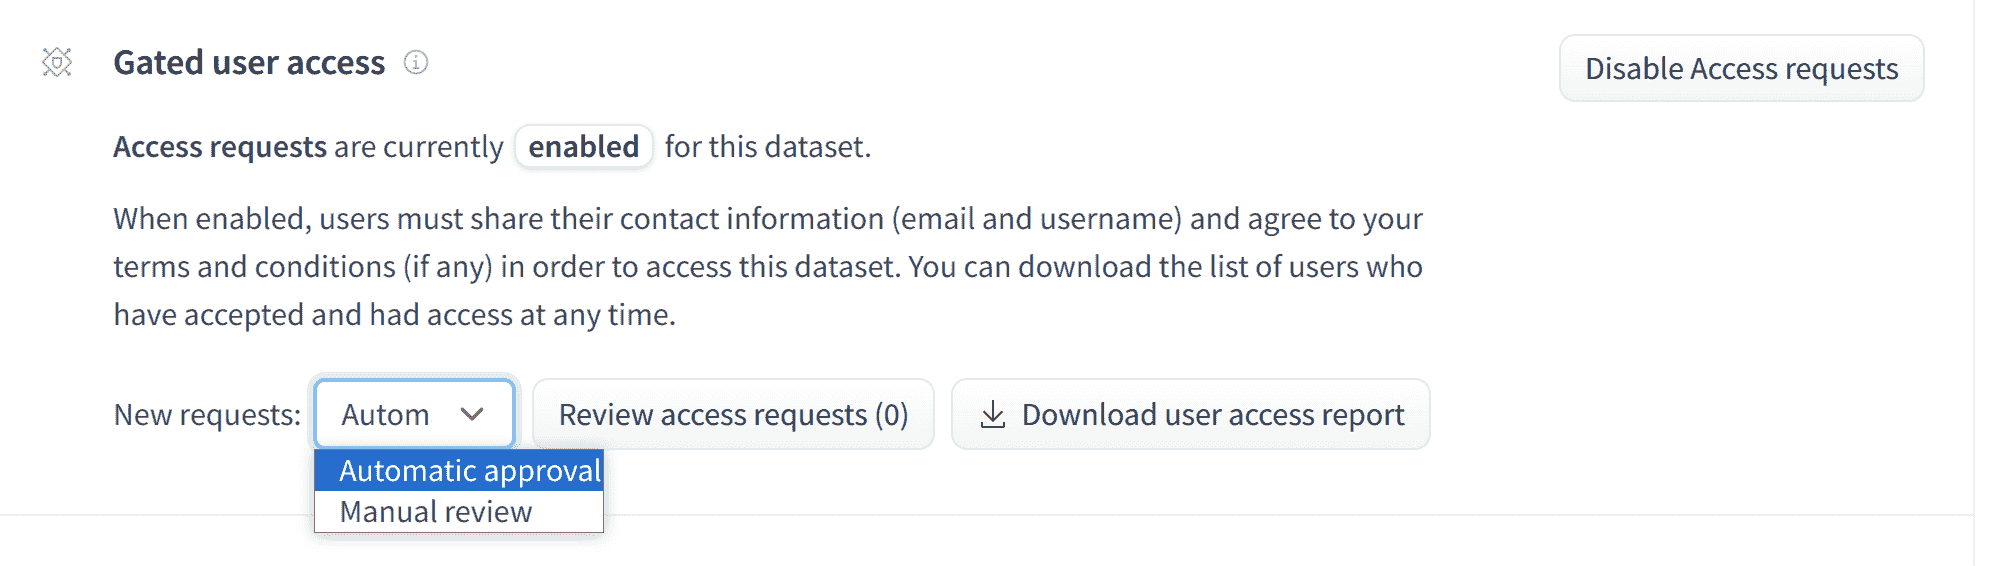 Gated user access
Disable Access requests
Access requests are currently enabled for this dataset.
When enabled, users must share their contact information (email and username) and agree to your
terms and conditions (if any) in order to access this dataset. You can download the list of users who
have accepted and had access at any time.
New requests: Autom Review access requests (0) Download user access report
Automatic approval
Manual review